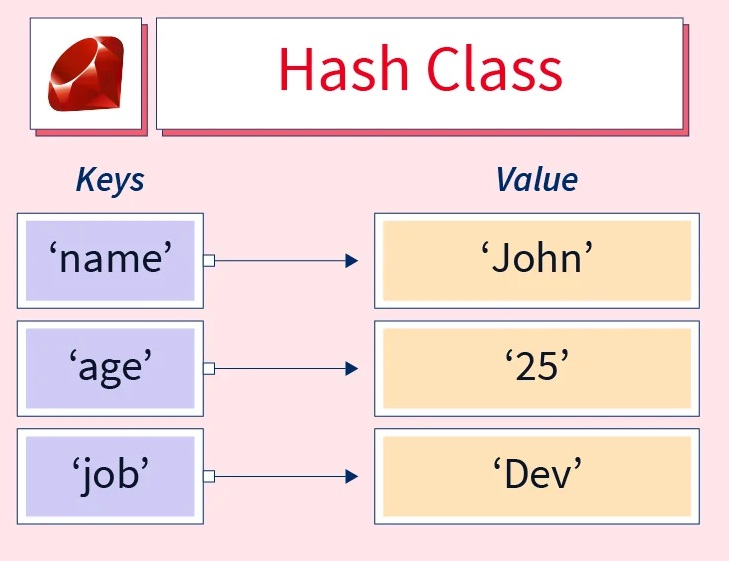 Hash Class
Keys Value
‘name’ ‘John’
‘age’ ‘25’
‘job’ ‘Dev’